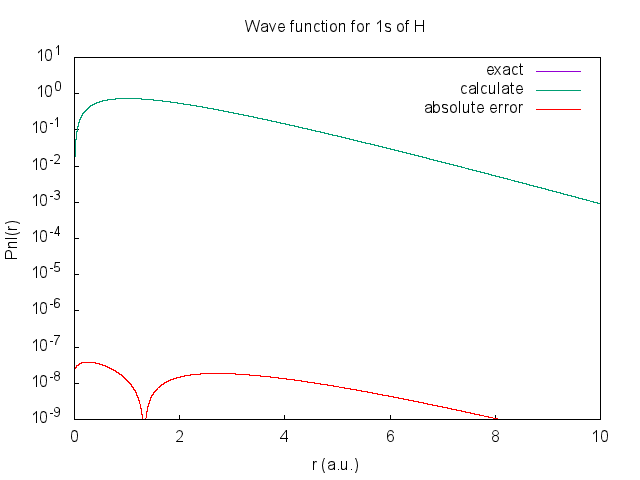 Wave function for 1s of H
10^1
10^0
10^-1
10^-2
10^-3
10^-4
10^-5
10^-6
10^-7
10^-8
10^-9
Pnl(r)
exact
calculate
absolute error
0 2 4 6 8 10
r (a.u.)